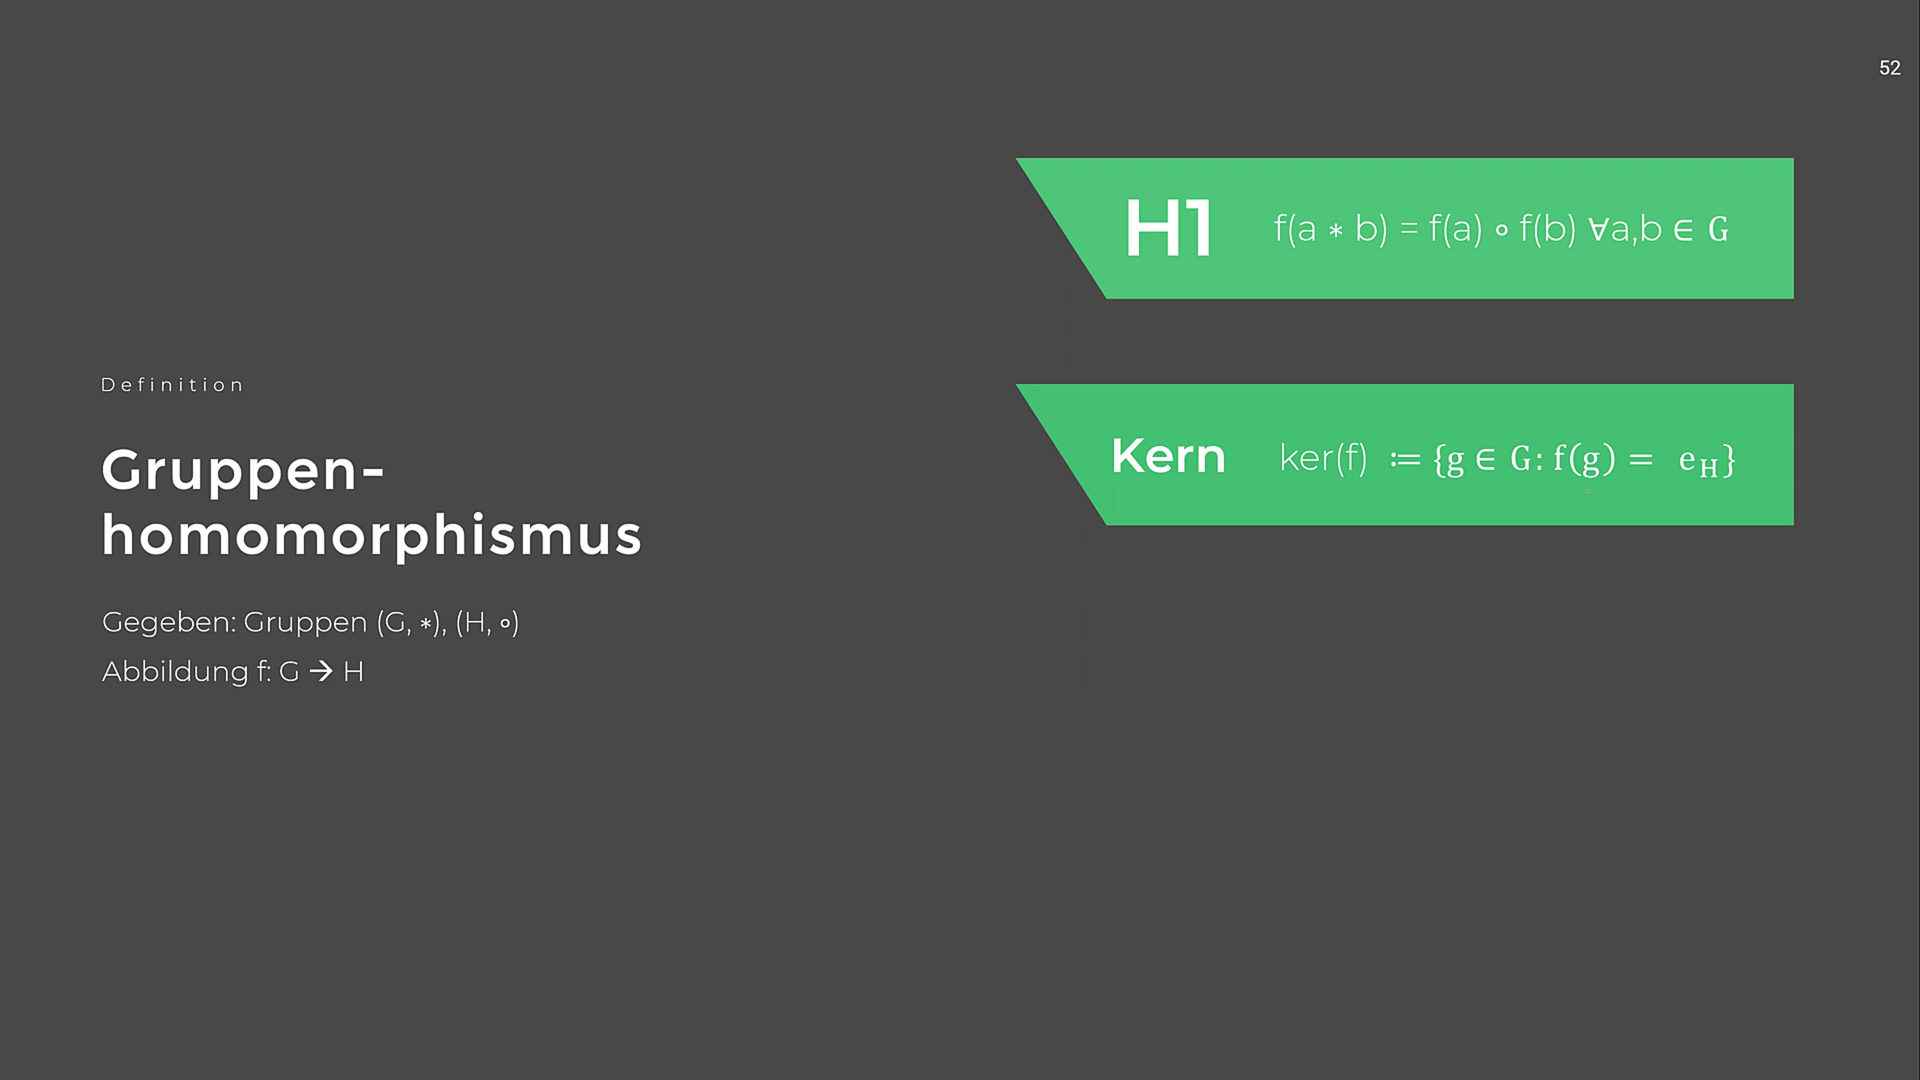 52
H1 f(a ∗ b) = f(a) ∘ f(b) ∀a,b ∈ G
Definition
Gruppen-
homomorphismus
Kern ker(f) ≔ {g ∈ G: f(g) = e_H}
Gegeben: Gruppen (G, ∗), (H, ∘)
Abbildung f: G → H